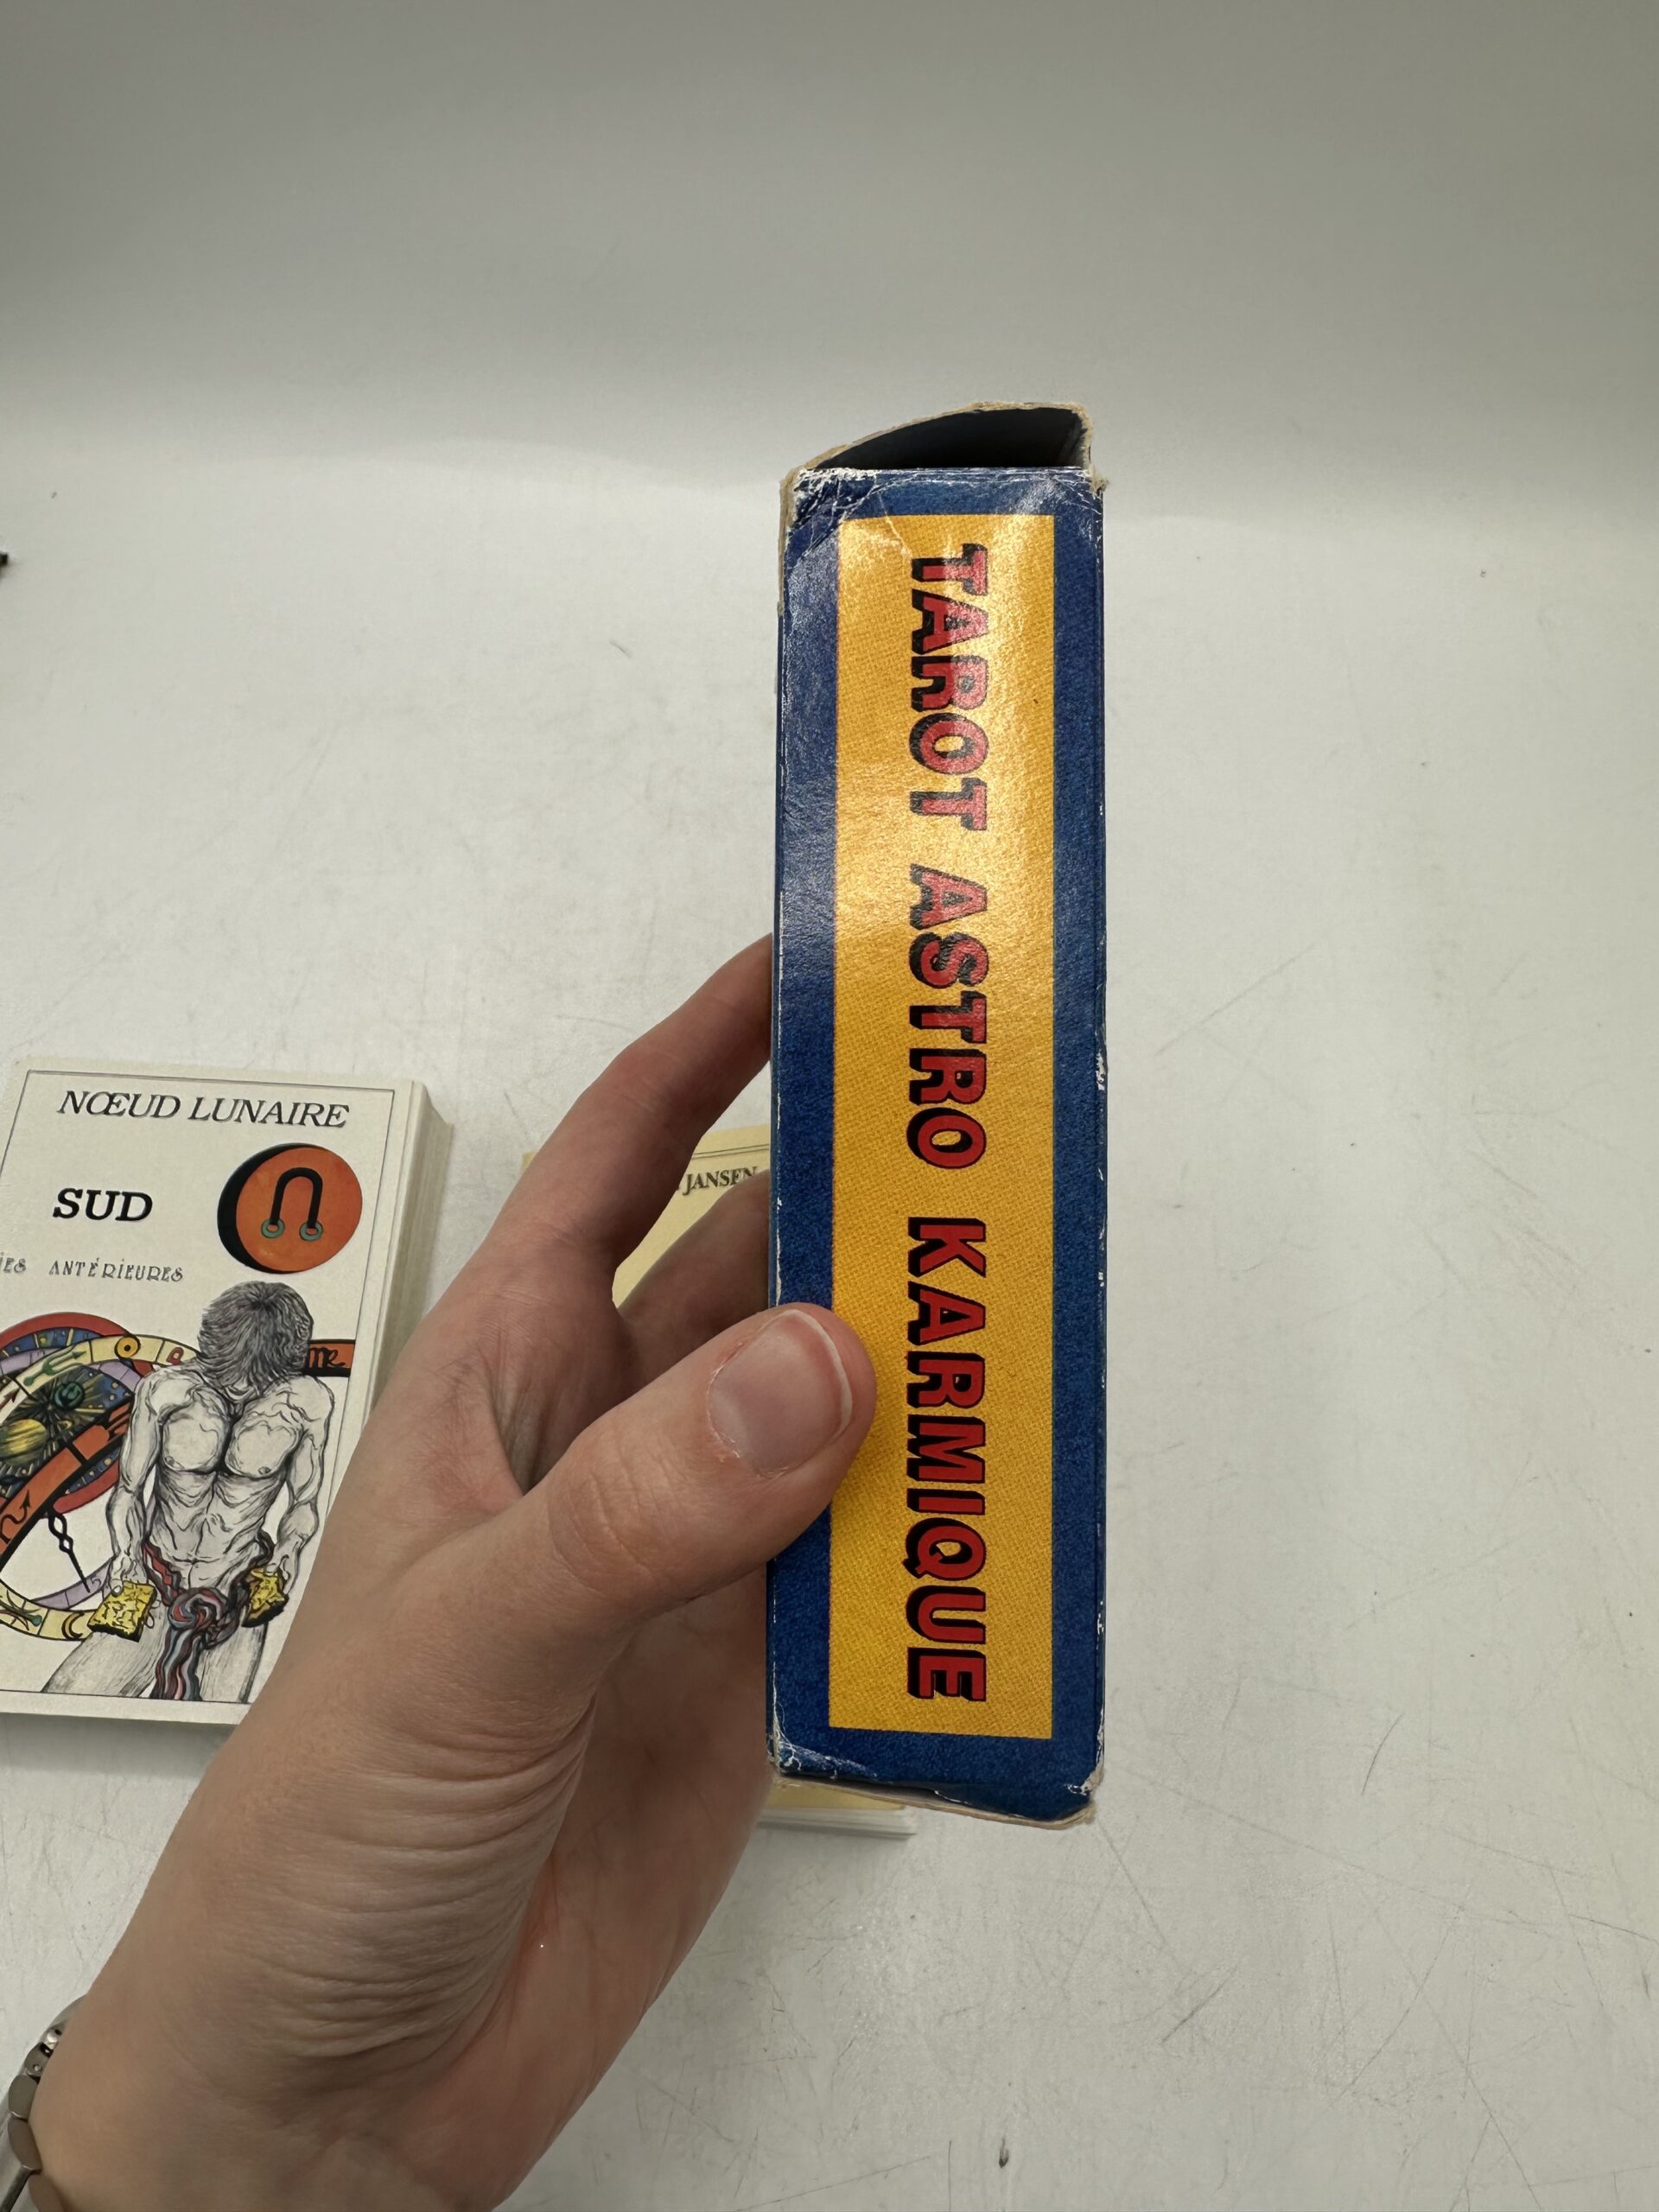 TAROT ASTRO KARMIQUE
NŒUD LUNAIRE
SUD
ANTÉRIEURES
JANSEN